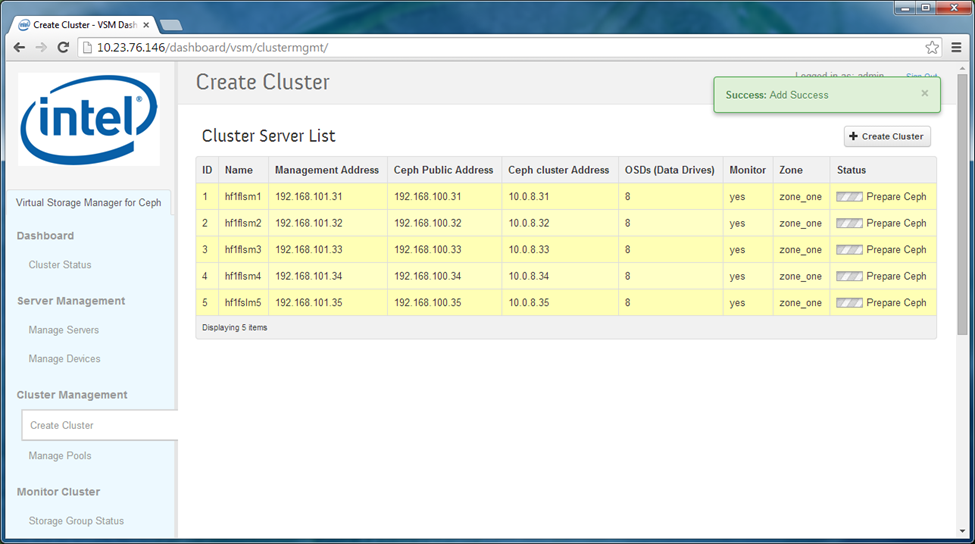 Create Cluster - VSM Dash
10.23.76.146/dashboard/vsm/clustermgmt/
intel®
Create Cluster
Logged in as: admin
Sign Out
Success: Add Success ×
Cluster Server List
+ Create Cluster
ID Name Management Address Ceph Public Address Ceph cluster Address OSDs (Data Drives) Monitor Zone Status
1 hf1flsm1 192.168.101.31 192.168.100.31 10.0.8.31 8 yes zone_one Prepare Ceph
2 hf1flsm2 192.168.101.32 192.168.100.32 10.0.8.32 8 yes zone_one Prepare Ceph
3 hf1flsm3 192.168.101.33 192.168.100.33 10.0.8.33 8 yes zone_one Prepare Ceph
4 hf1flsm4 192.168.101.34 192.168.100.34 10.0.8.34 8 yes zone_one Prepare Ceph
5 hf1fslm5 192.168.101.35 192.168.100.35 10.0.8.35 8 yes zone_one Prepare Ceph
Displaying 5 items
Virtual Storage Manager for Ceph
Dashboard
Cluster Status
Server Management
Manage Servers
Manage Devices
Cluster Management
Create Cluster
Manage Pools
Monitor Cluster
Storage Group Status